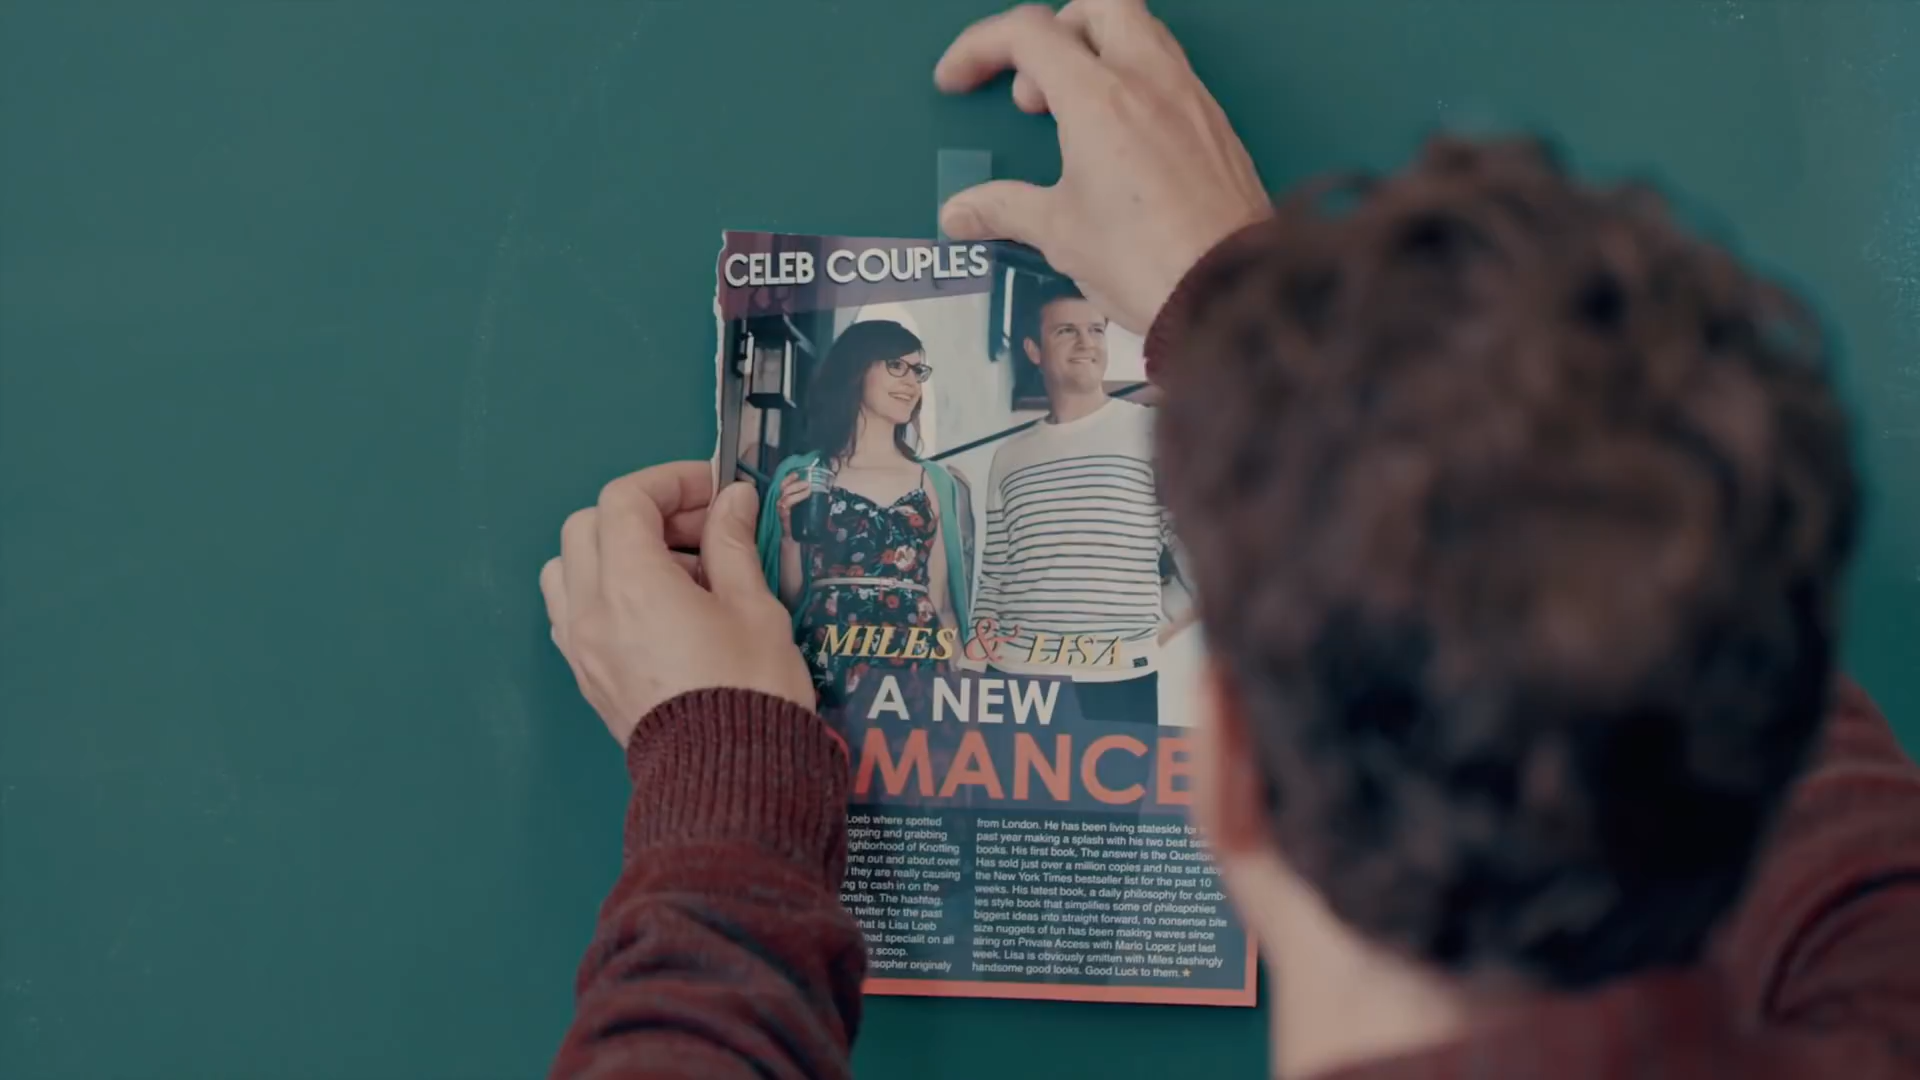 CELEB COUPLES
MILES & LISA
A NEW
MANCE
Loeb where spotted
opping and grabbing
ighborhood of Knotting
ene out and about over
they are really causing
ng to cash in on the
ionship. The hashtag,
n twitter for the past
what is Lisa Loeb
ead specialit on all
s scoop.
osopher originaly
from London. He has been living stateside for
past year making a splash with his two best
books. His first book, The answer is the Question
Has sold just over a million copies and has sat atop
the New York Times bestseller list for the past 10
weeks. His latest book, a daily philosophy for dumb-
ies style book that simplifies some of philospohies
biggest ideas into straight forward, no nonsense bite
size nuggets of fun has been making waves since
airing on Private Access with Mario Lopez just last
week. Lisa is obviously smitten with Miles dashingly
handsome good looks. Good Luck to them.★